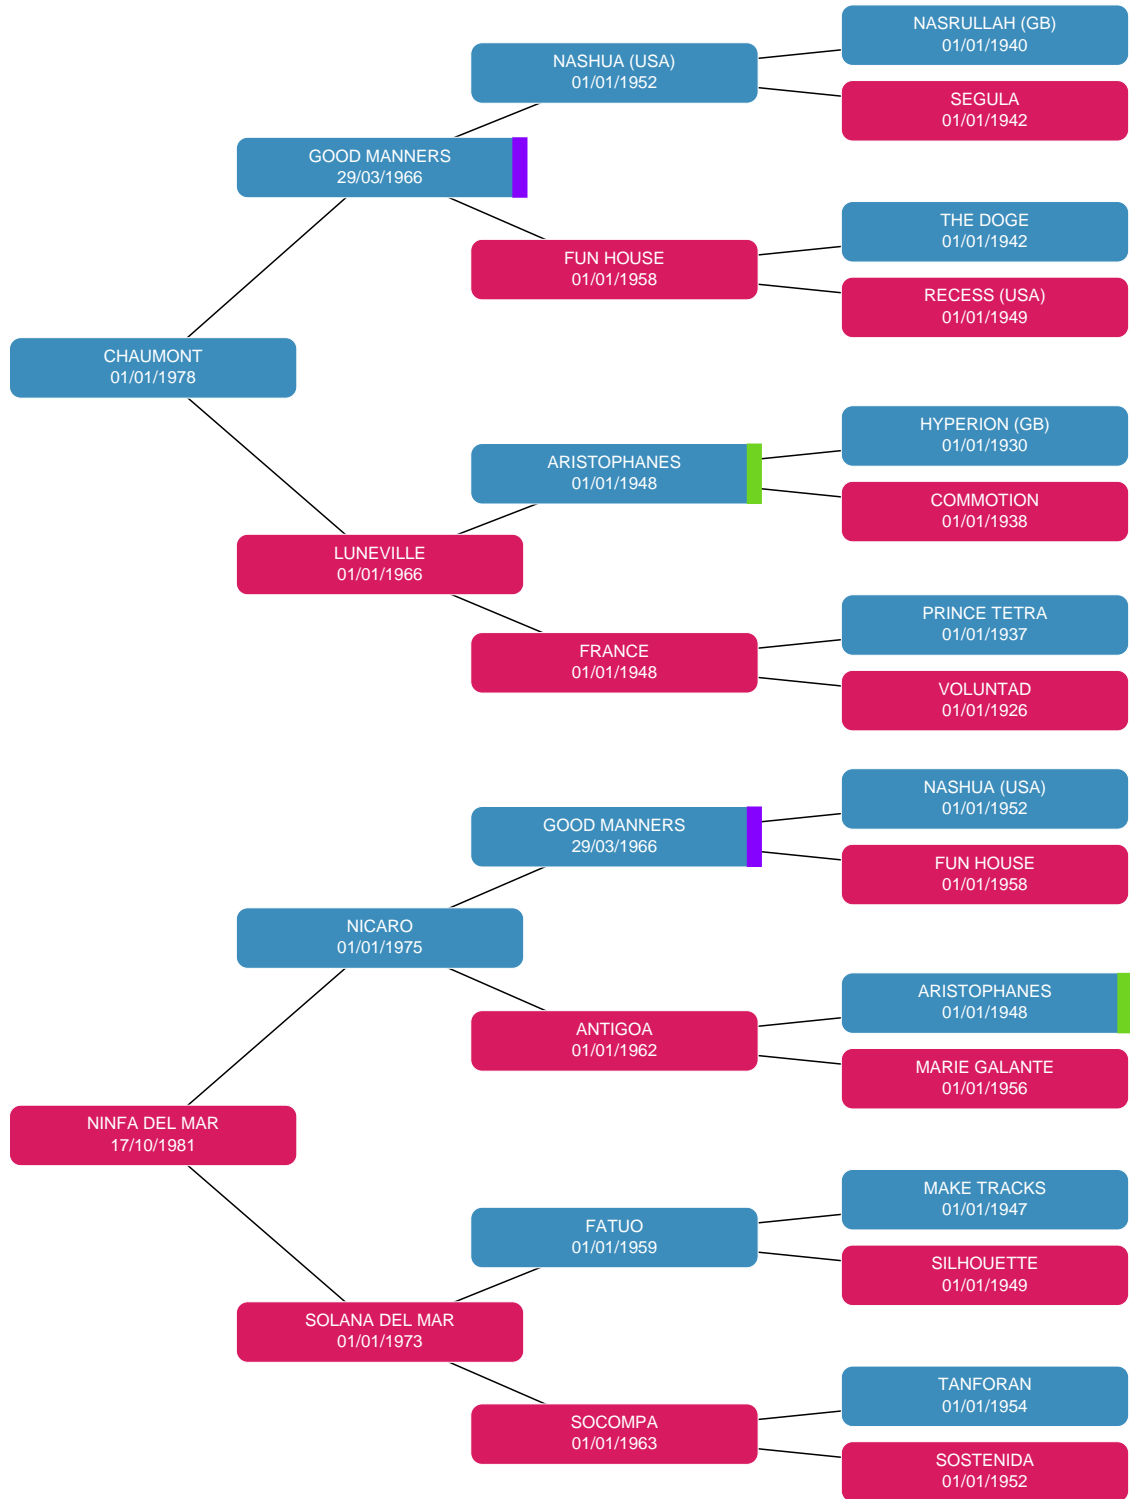 NASRULLAH (GB)
01/01/1940
NASHUA (USA)
01/01/1952
SEGULA
01/01/1942
GOOD MANNERS
29/03/1966
THE DOGE
01/01/1942
FUN HOUSE
01/01/1958
RECESS (USA)
01/01/1949
CHAUMONT
01/01/1978
HYPERION (GB)
01/01/1930
ARISTOPHANES
01/01/1948
COMMOTION
01/01/1938
LUNEVILLE
01/01/1966
PRINCE TETRA
01/01/1937
FRANCE
01/01/1948
VOLUNTAD
01/01/1926
NASHUA (USA)
01/01/1952
GOOD MANNERS
29/03/1966
FUN HOUSE
01/01/1958
NICARO
01/01/1975
ARISTOPHANES
01/01/1948
ANTIGOA
01/01/1962
MARIE GALANTE
01/01/1956
NINFA DEL MAR
17/10/1981
MAKE TRACKS
01/01/1947
FATUO
01/01/1959
SILHOUETTE
01/01/1949
SOLANA DEL MAR
01/01/1973
TANFORAN
01/01/1954
SOCOMPA
01/01/1963
SOSTENIDA
01/01/1952